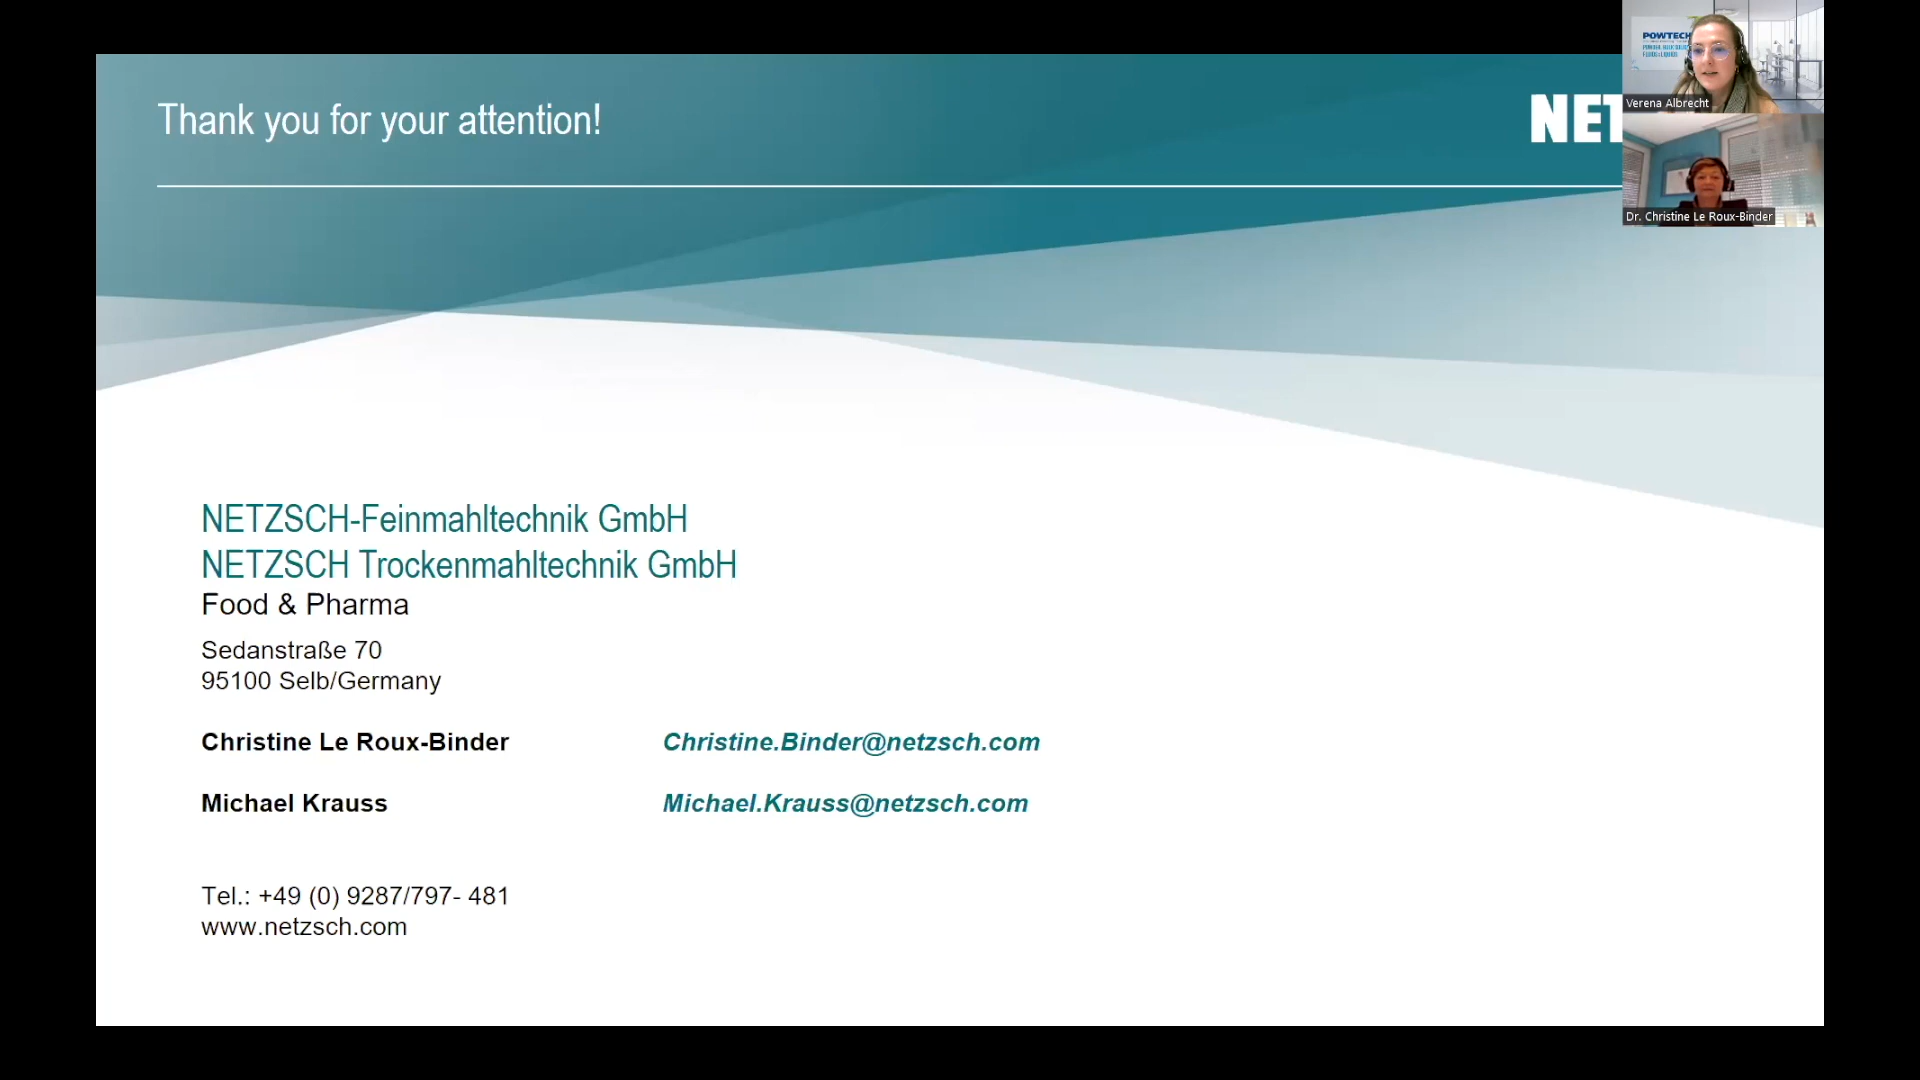 Thank you for your attention!
NET
POWTECH
Verena Albrecht
Dr. Christine Le Roux-Binder
NETZSCH-Feinmahltechnik GmbH
NETZSCH Trockenmahltechnik GmbH
Food & Pharma
Sedanstraße 70
95100 Selb/Germany
Christine Le Roux-Binder Christine.Binder@netzsch.com
Michael Krauss Michael.Krauss@netzsch.com
Tel.: +49 (0) 9287/797- 481
www.netzsch.com